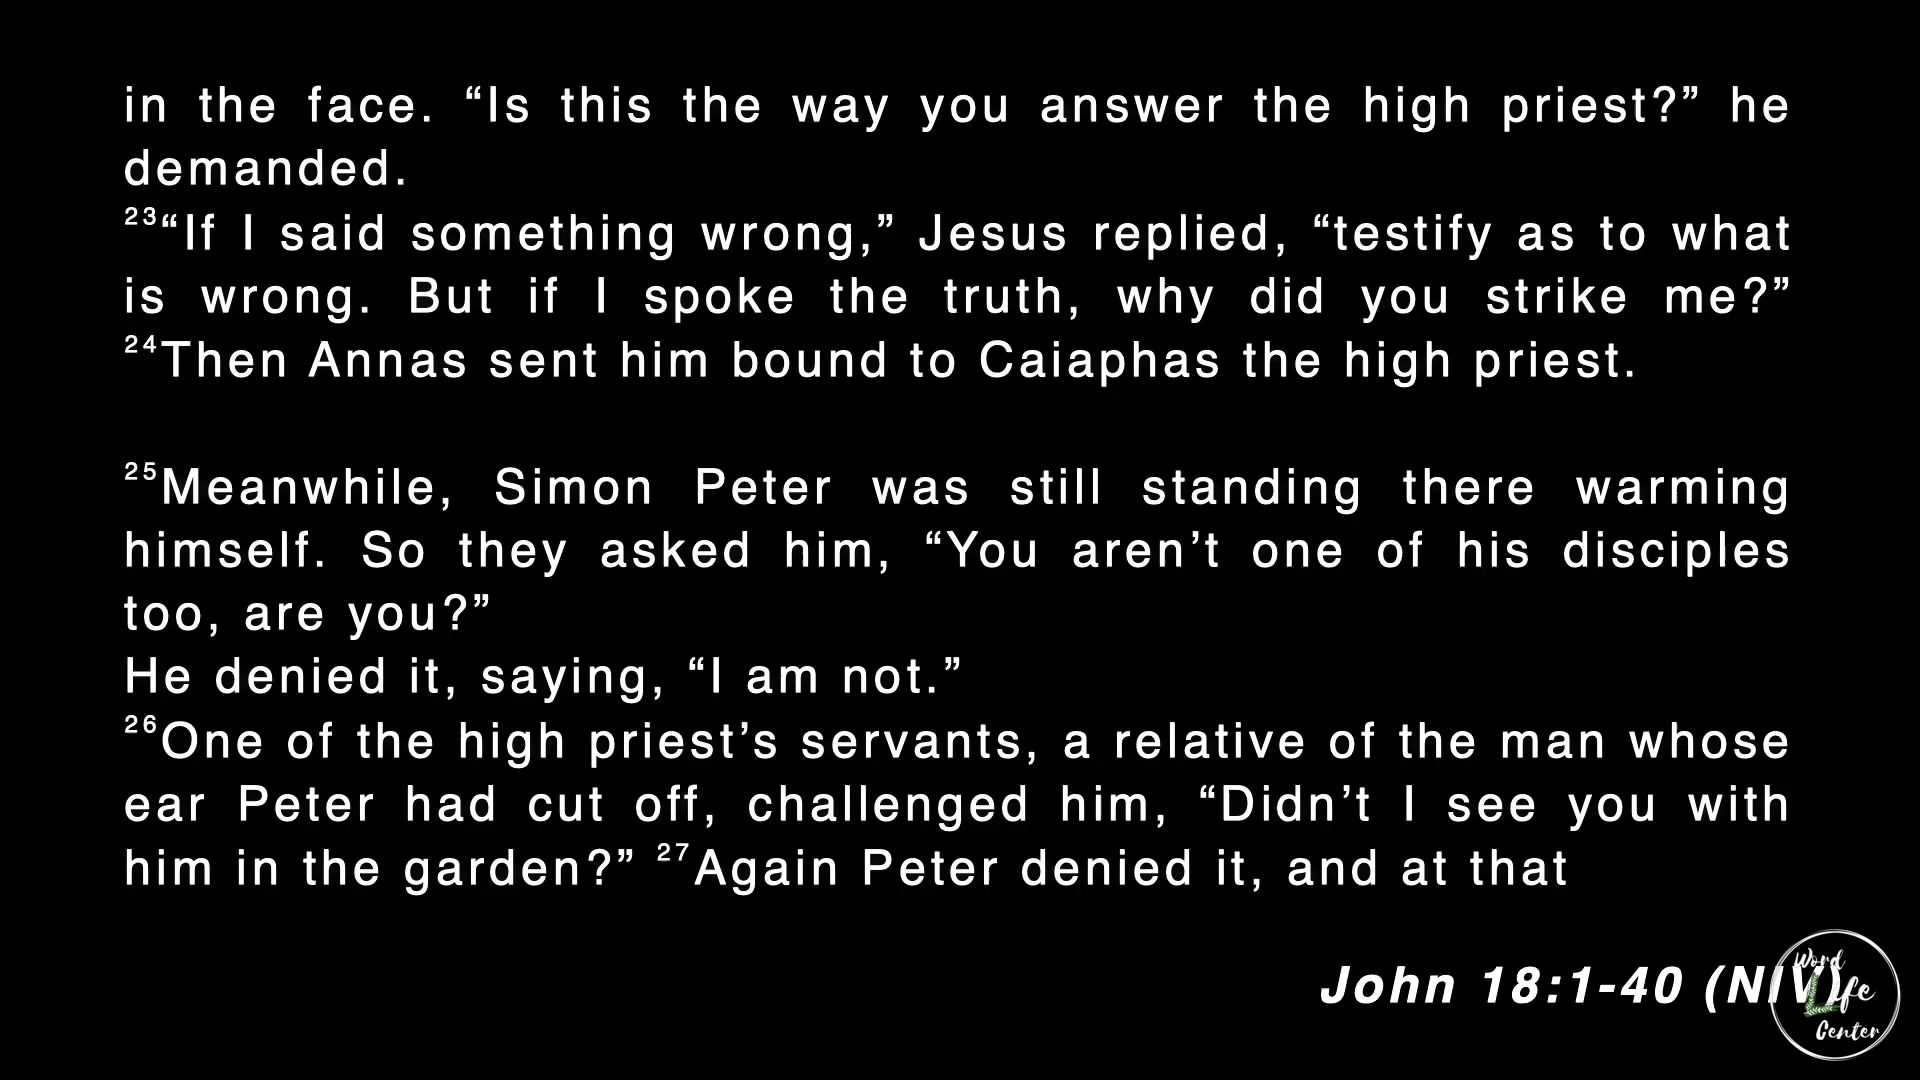 in the face. “Is this the way you answer the high priest?” he
demanded.
²³“If I said something wrong,” Jesus replied, “testify as to what
is wrong. But if I spoke the truth, why did you strike me?”
²⁴Then Annas sent him bound to Caiaphas the high priest.
²⁵Meanwhile, Simon Peter was still standing there warming
himself. So they asked him, “You aren’t one of his disciples
too, are you?”
He denied it, saying, “I am not.”
²⁶One of the high priest’s servants, a relative of the man whose
ear Peter had cut off, challenged him, “Didn’t I see you with
him in the garden?” ²⁷Again Peter denied it, and at that
John 18:1-40 (NIV)
Word
Life
Center